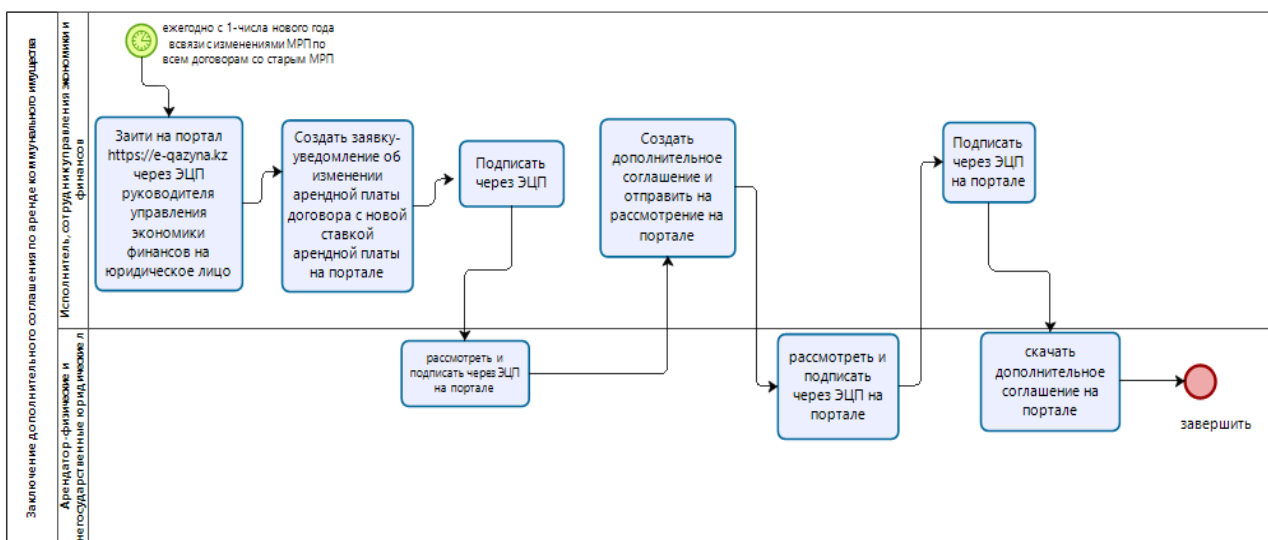 Заключение дополнительного соглашения по аренде коммунального имущества
Исполнитель, сотрудник управления экономики и
финансов
ежегодно с 1-числа нового года
всвязи с изменениями МРП по
всем договорам со старым МРП
Заити на портал
https://e-qazyna.kz
через ЭЦП
руководителя
управления
экономики
финансов на
юридическое лицо
Создать заявку-
уведомление об
изменении
арендной платы
договора с новой
ставкой
арендной платы
на портале
Подписать
через ЭЦП
Создать
дополнительное
соглашение и
отправить на
рассмотрение на
портале
Подписать
через ЭЦП
на портале
Арендатор -физические и
негосударственные юридические л
рассмотреть и
подписать через ЭЦП
на портале
рассмотреть и
подписать
через ЭЦП на
портале
скачать
дополнительное
соглашение на
портале
завершить